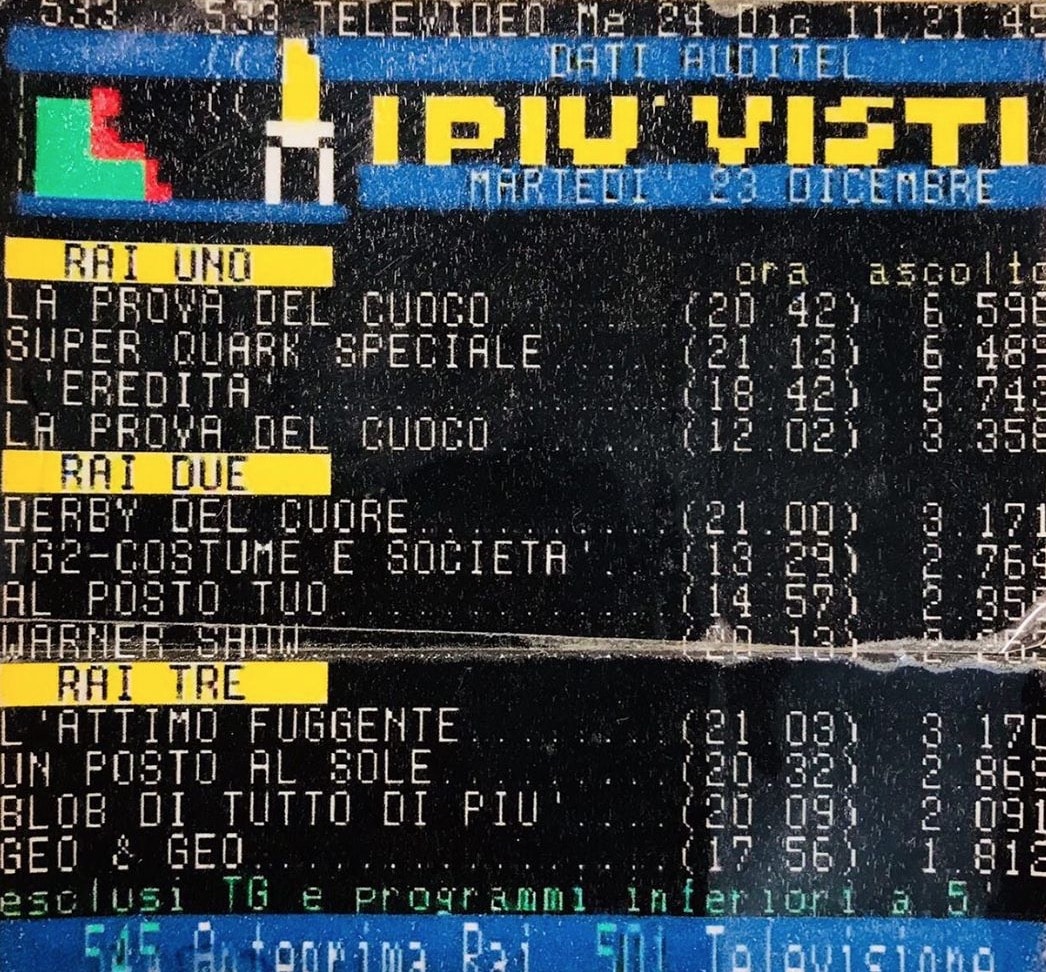 533 533 TELEVIDEO Me 24 Dic 11:21:45
DATI AUDITEL
I PIU' VISTI
MARTEDI' 23 DICEMBRE
RAI UNO ora ascolto
LA PROVA DEL CUOCO.......(20 42) 6.596
SUPER QUARK SPECIALE.....(21 13) 6.489
L'EREDITA'...............(18 42) 5.743
LA PROVA DEL CUOCO.......(12 02) 3.358
RAI DUE
DERBY DEL CUORE..........(21 00) 3.171
TG2-COSTUME E SOCIETA'...(13 29) 2.769
AL POSTO TUO.............(14 57) 2.35
WARNER SHOW
RAI TRE
L'ATTIMO FUGGENTE........(21 03) 3.170
UN POSTO AL SOLE.........(20 32) 2.869
BLOB DI TUTTO DI PIU'....(20 09) 2.091
GEO & GEO................(17 56) 1.812
esclusi TG e programmi inferiori a 5'
545 Anteprima Rai 501 Televisione